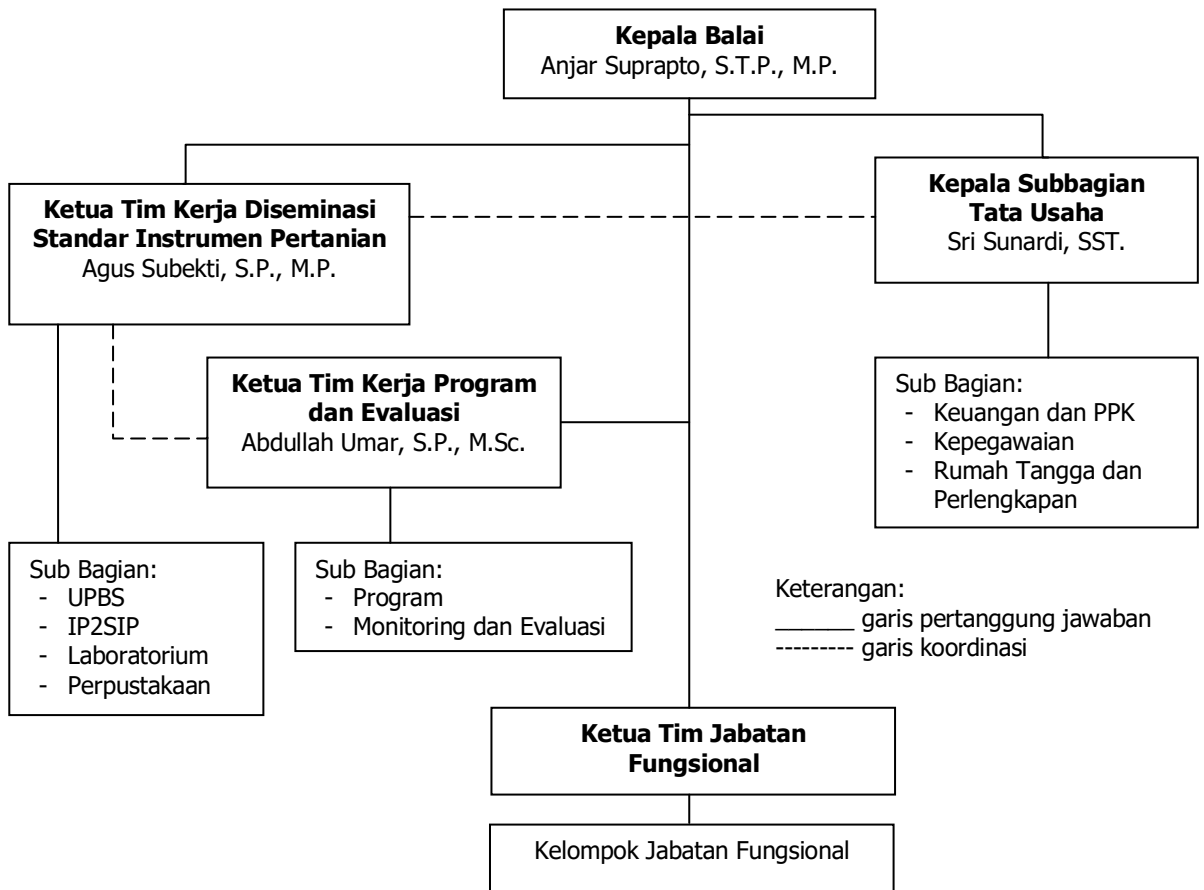 Kepala Balai
Anjar Suprapto, S.T.P., M.P.
Ketua Tim Kerja Diseminasi
Standar Instrumen Pertanian
Agus Subekti, S.P., M.P.
Kepala Subbagian
Tata Usaha
Sri Sunardi, SST.
Ketua Tim Kerja Program
dan Evaluasi
Abdullah Umar, S.P., M.Sc.
Sub Bagian:
- Keuangan dan PPK
- Kepegawaian
- Rumah Tangga dan
Perlengkapan
Sub Bagian:
- UPBS
- IP2SIP
- Laboratorium
- Perpustakaan
Sub Bagian:
- Program
- Monitoring dan Evaluasi
Keterangan:
______ garis pertanggung jawaban
--------- garis koordinasi
Ketua Tim Jabatan
Fungsional
Kelompok Jabatan Fungsional